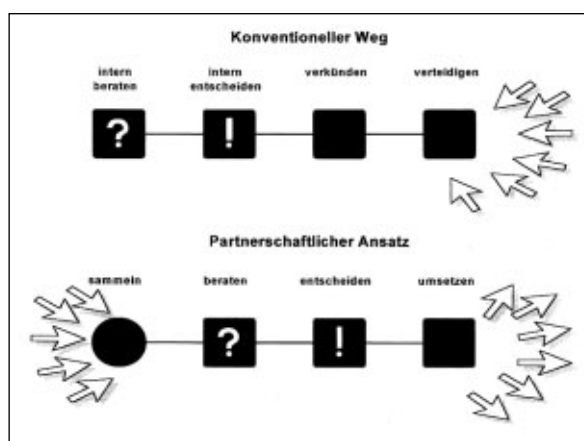 Konventioneller Weg
intern intern verkünden verteidigen
beraten entscheiden
? !
Partnerschaftlicher Ansatz
sammeln beraten entscheiden umsetzen
? !